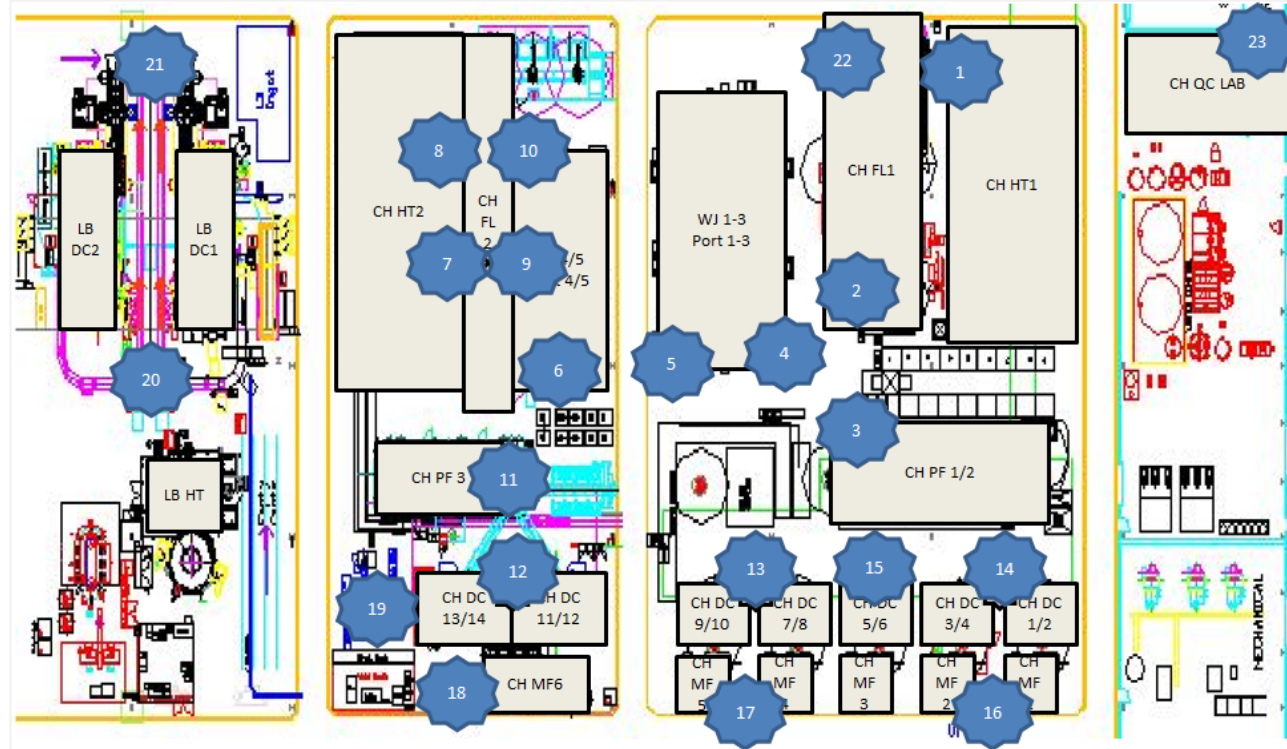 21
LB
DC2
LB
DC1
20
LB HT
8
10
CH HT2
CH
FL
2
7
9
4/5
4/5
6
CH PF 3
11
12
19
CH DC
13/14
CH DC
11/12
18
CH MF6
22
1
CH FL1
CH HT1
WJ 1-3
Port 1-3
2
5
4
3
CH PF 1/2
13
15
14
CH DC
9/10
CH DC
7/8
CH DC
5/6
CH DC
3/4
CH DC
1/2
CH
MF
5
CH
MF
4
CH
MF
3
CH
MF
2
CH
MF
17
16
23
CH QC LAB
MECHANICAL